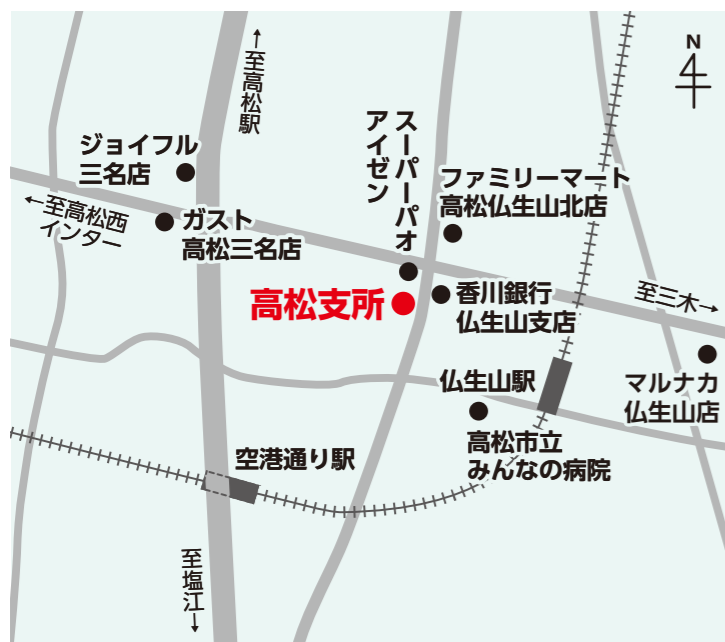 N
←至高松駅
ジョイフル
三名店
スーパーパオ
アイゼン
ファミリーマート
高松仏生山北店
←至高松西
インター
ガスト
高松三名店
高松支所
香川銀行
仏生山支店
至三木→
仏生山駅
マルナカ
仏生山店
高松市立
みんなの病院
空港通り駅
至塩江→